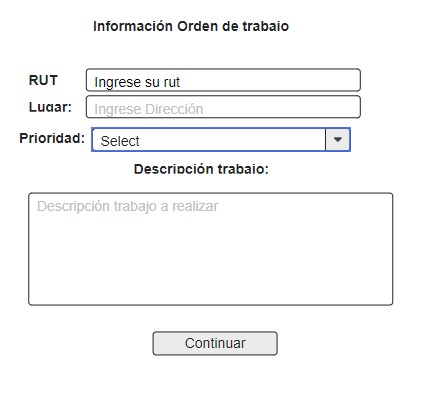 Información Orden de trabajo
RUT
Ingrese su rut
Lugar:
Ingrese Dirección
Prioridad:
Select
Descripción trabajo:
Descripción trabajo a realizar
Continuar